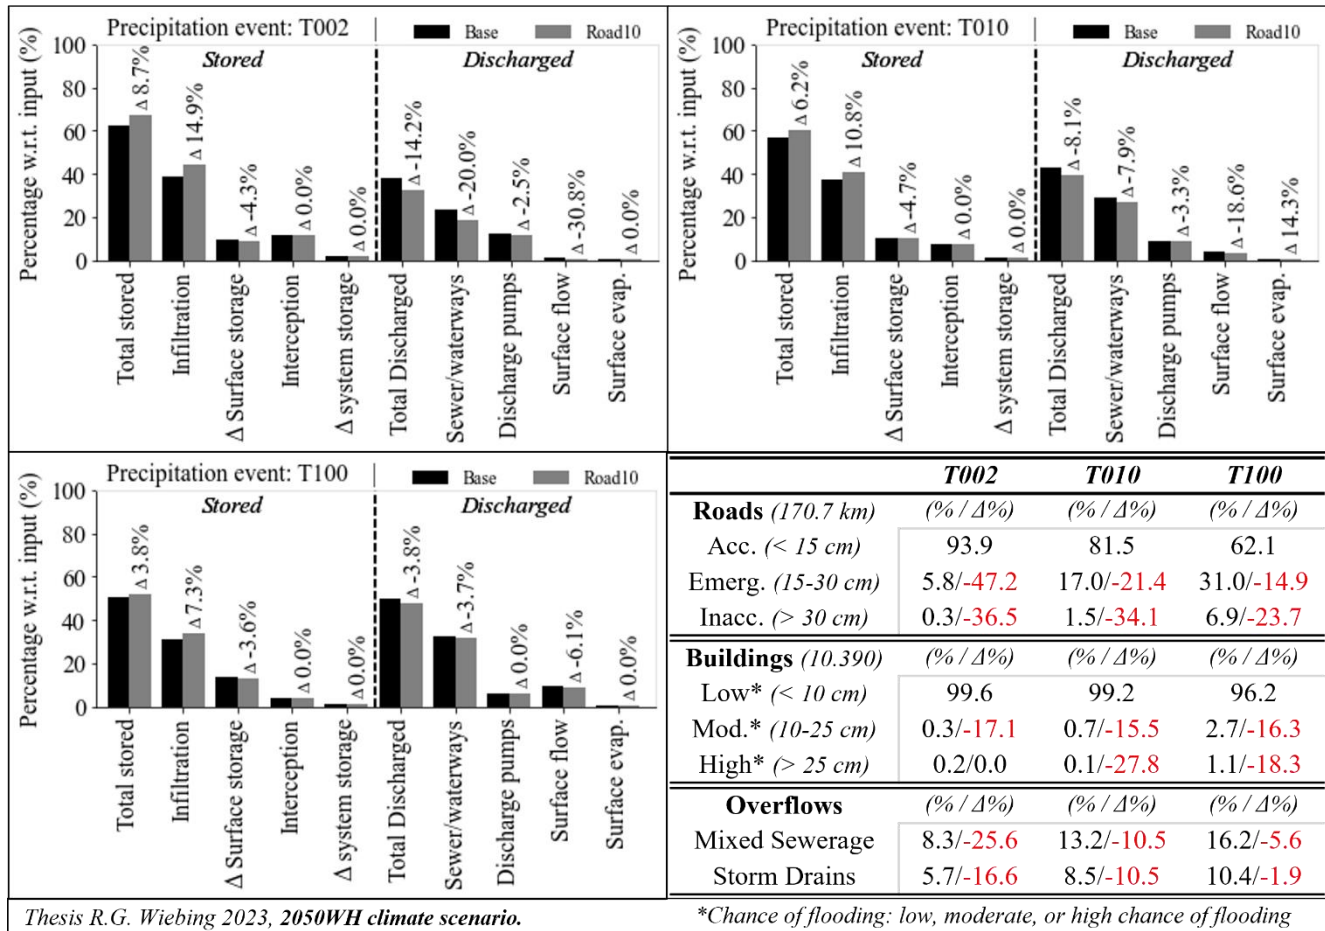 Precipitation event: T002
Base Road10
Percentage w.r.t. input (%)
100
80
60
40
20
0
Stored
Discharged
Δ 8.7%
Δ 14.9%
Δ -4.3%
Δ 0.0%
Δ 0.0%
Δ -14.2%
Δ -20.0%
Δ -2.5%
Δ -30.8%
Δ 0.0%
Total stored
Infiltration
Δ Surface storage
Interception
Δ system storage
Total Discharged
Sewer/waterways
Discharge pumps
Surface flow
Surface evap.
Precipitation event: T010
Base Road10
Percentage w.r.t. input (%)
100
80
60
40
20
0
Stored
Discharged
Δ 6.2%
Δ 10.8%
Δ -4.7%
Δ 0.0%
Δ 0.0%
Δ -8.1%
Δ -7.9%
Δ -3.3%
Δ -18.6%
Δ 14.3%
Total stored
Infiltration
Δ Surface storage
Interception
Δ system storage
Total Discharged
Sewer/waterways
Discharge pumps
Surface flow
Surface evap.
Precipitation event: T100
Base Road10
Percentage w.r.t. input (%)
100
80
60
40
20
0
Stored
Discharged
Δ 3.8%
Δ 7.3%
Δ -3.6%
Δ 0.0%
Δ 0.0%
Δ -3.8%
Δ -3.7%
Δ 0.0%
Δ -6.1%
Δ 0.0%
Total stored
Infiltration
Δ Surface storage
Interception
Δ system storage
Total Discharged
Sewer/waterways
Discharge pumps
Surface flow
Surface evap.
T002 T010 T100
Roads (170.7 km) (% / Δ%) (% / Δ%) (% / Δ%)
Acc. (< 15 cm) 93.9 81.5 62.1
Emerg. (15-30 cm) 5.8/-47.2 17.0/-21.4 31.0/-14.9
Inacc. (> 30 cm) 0.3/-36.5 1.5/-34.1 6.9/-23.7
Buildings (10.390) (% / Δ%) (% / Δ%) (% / Δ%)
Low* (< 10 cm) 99.6 99.2 96.2
Mod.* (10-25 cm) 0.3/-17.1 0.7/-15.5 2.7/-16.3
High* (> 25 cm) 0.2/0.0 0.1/-27.8 1.1/-18.3
Overflows (% / Δ%) (% / Δ%) (% / Δ%)
Mixed Sewerage 8.3/-25.6 13.2/-10.5 16.2/-5.6
Storm Drains 5.7/-16.6 8.5/-10.5 10.4/-1.9
Thesis R.G. Wiebing 2023, 2050WH climate scenario.
*Chance of flooding: low, moderate, or high chance of flooding